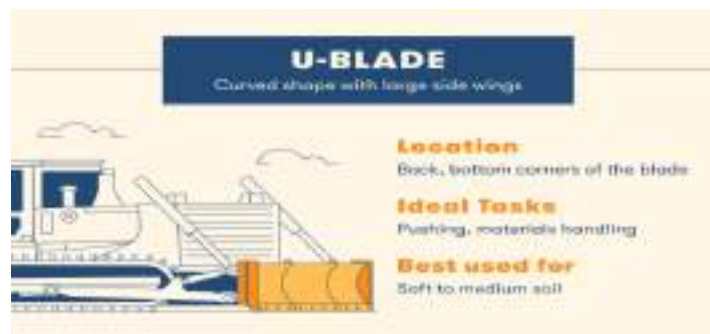 U-BLADE
Curved shape with large side wings
Location
Back, bottom corners of the blade
Ideal Tasks
Pushing, materials handling
Best used for
Soft to medium soil